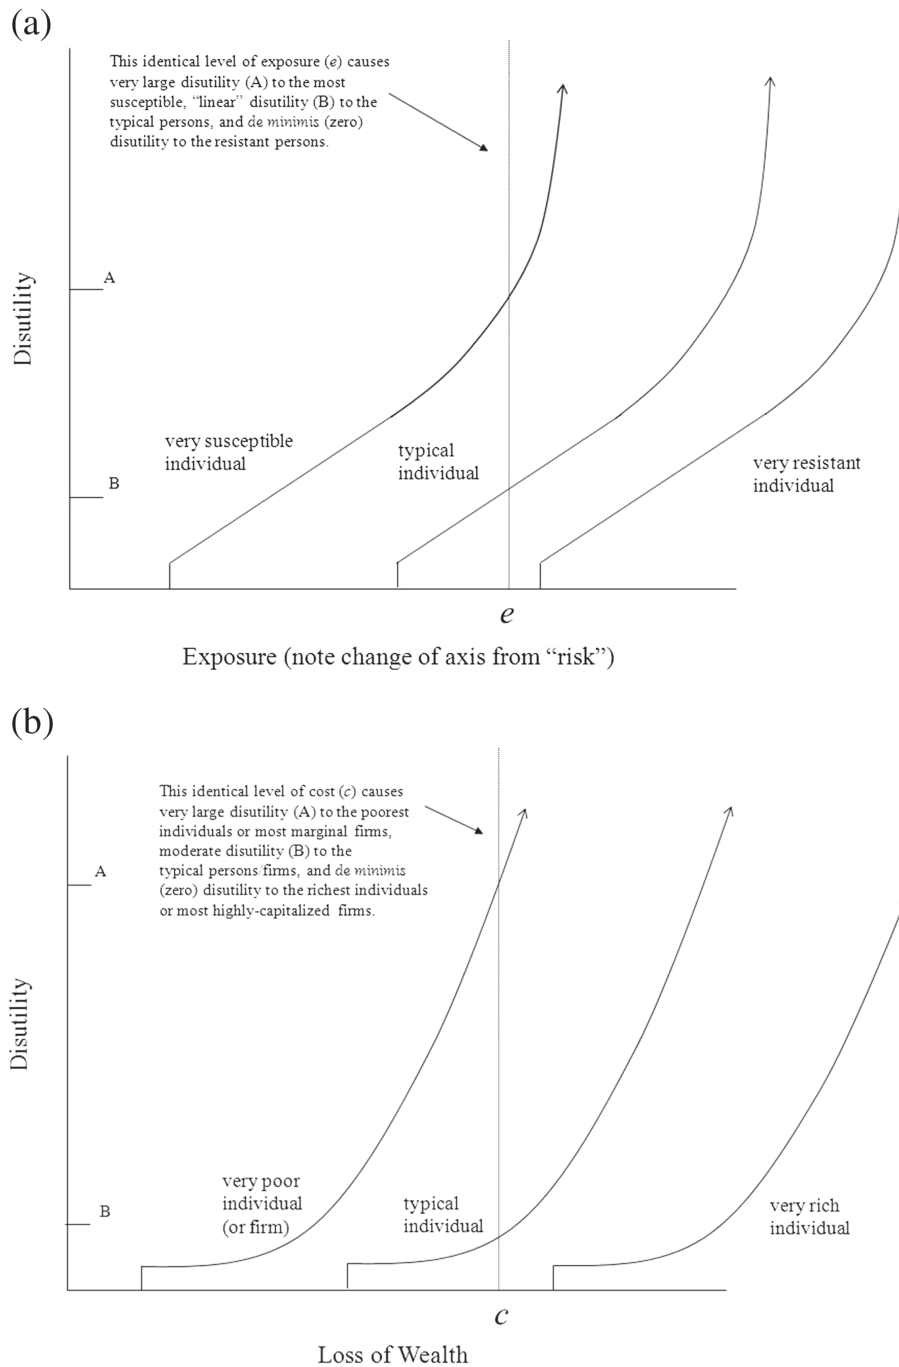 (a)
This identical level of exposure (e) causes
very large disutility (A) to the most
susceptible, “linear” disutility (B) to the
typical persons, and de minimis (zero)
disutility to the resistant persons.
A
Disutility
very susceptible
individual
typical
individual
very resistant
individual
B
e
Exposure (note change of axis from “risk”)
(b)
This identical level of cost (c) causes
very large disutility (A) to the poorest
individuals or most marginal firms,
moderate disutility (B) to the
typical persons/firms, and de minimis
(zero) disutility to the richest individuals
or most highly-capitalized firms.
A
Disutility
very poor
individual
(or firm)
typical
individual
very rich
individual
B
c
Loss of Wealth